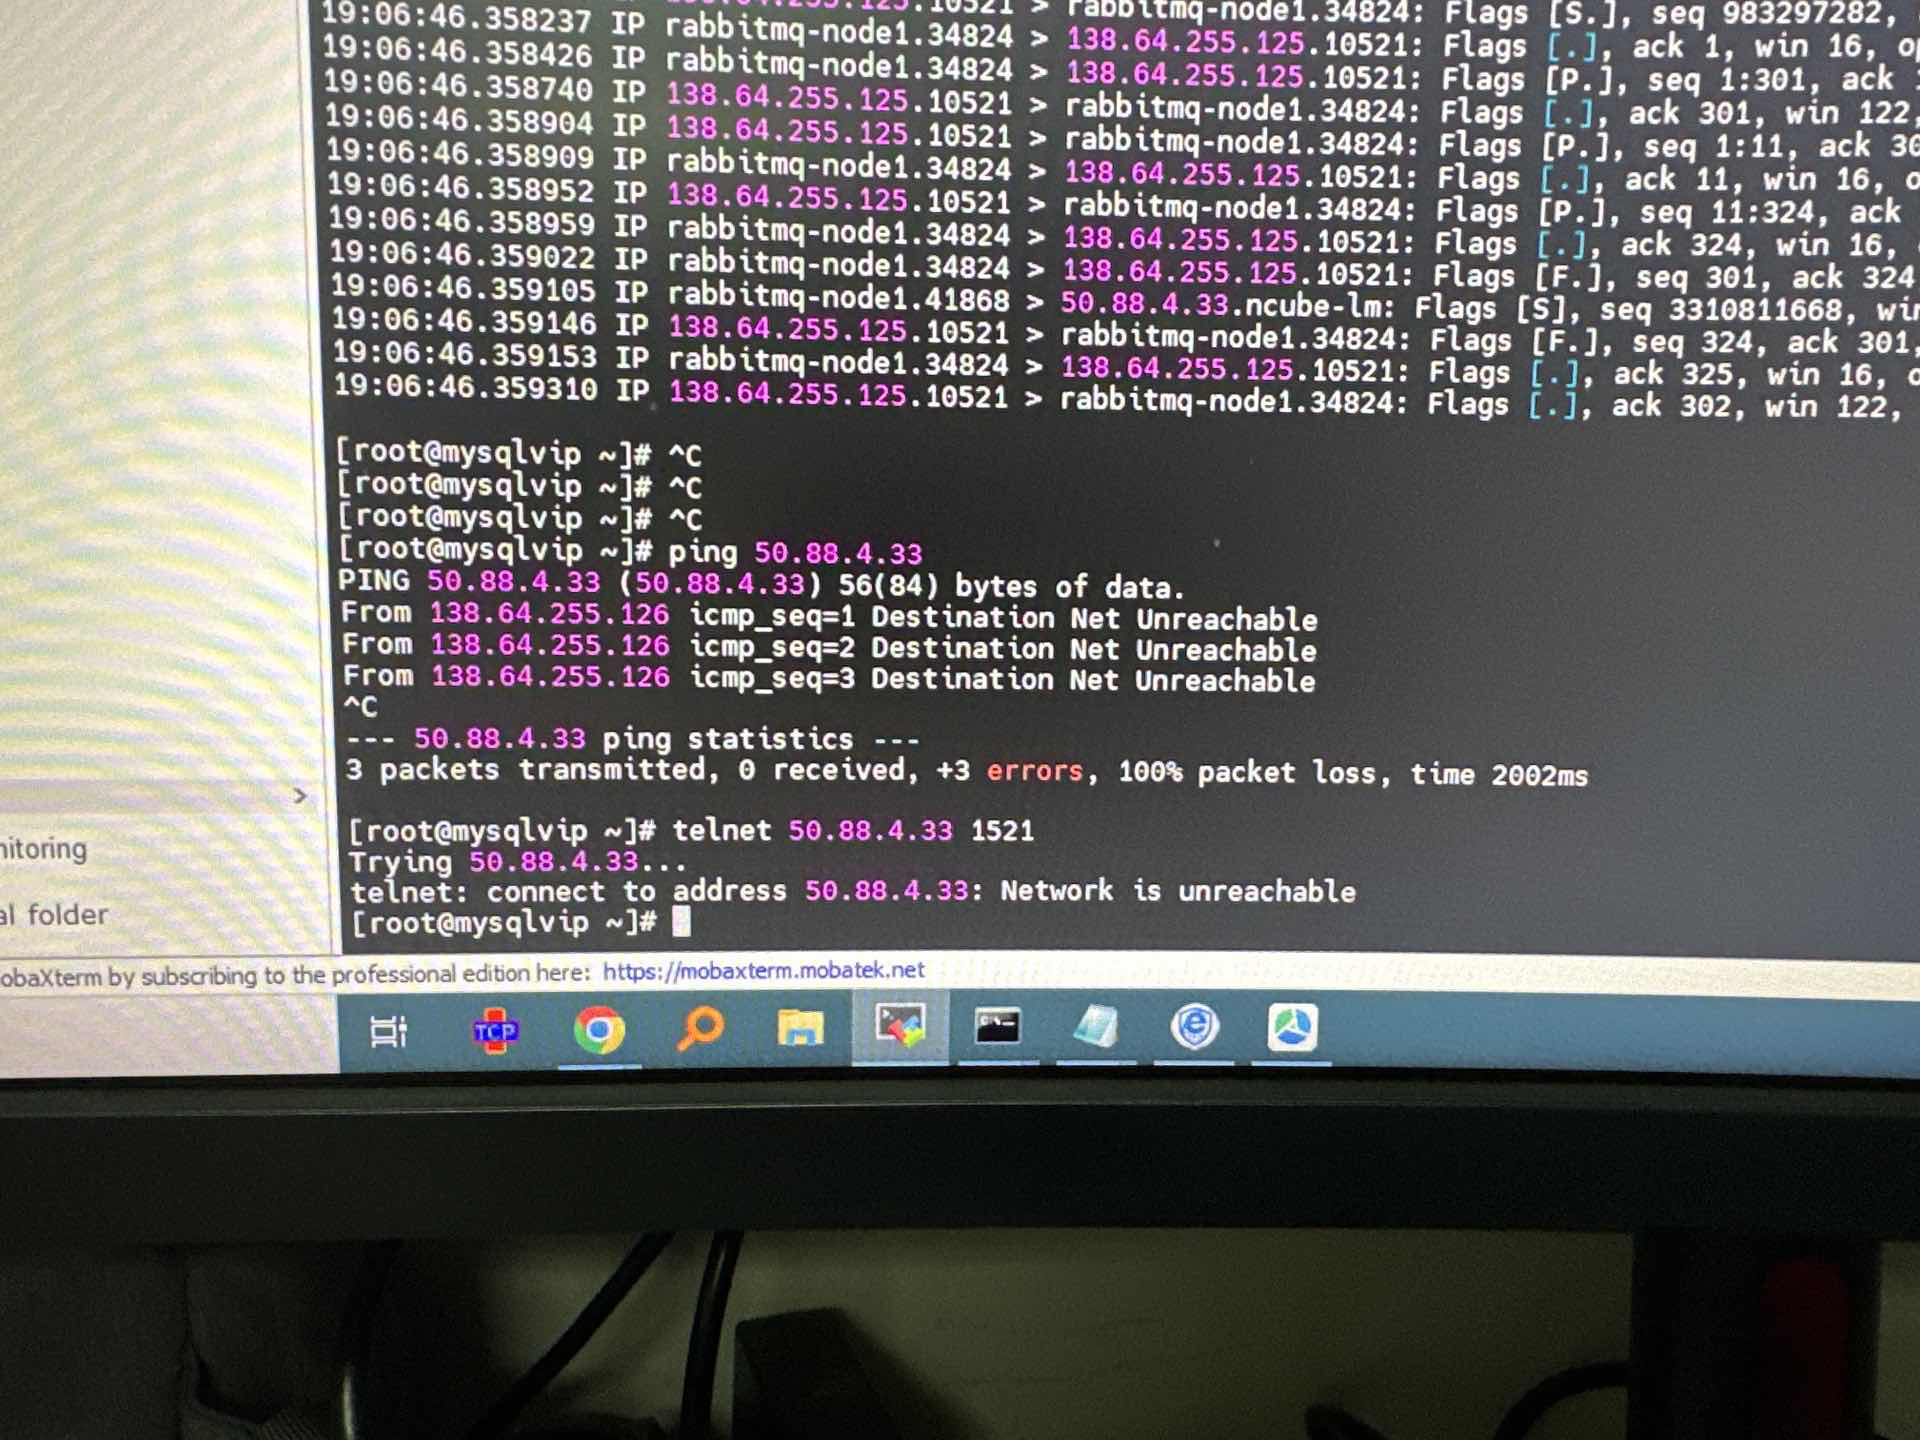 19:06:46.358237 IP rabbitmq-node1.34824 > rabbitmq-node1.34824: Flags [S.], seq 983297282,
19:06:46.358426 IP rabbitmq-node1.34824 > 138.64.255.125.10521: Flags [.], ack 1, win 16, op
19:06:46.358740 IP 138.64.255.125.10521 > 138.64.255.125.10521: Flags [P.], seq 1:301, ack
19:06:46.358904 IP 138.64.255.125.10521 > rabbitmq-node1.34824: Flags [.], ack 301, win 122,
19:06:46.358909 IP rabbitmq-node1.34824 > rabbitmq-node1.34824: Flags [P.], seq 1:11, ack 30
19:06:46.358952 IP 138.64.255.125.10521 > 138.64.255.125.10521: Flags [.], ack 11, win 16, o
19:06:46.358959 IP rabbitmq-node1.34824 > rabbitmq-node1.34824: Flags [P.], seq 11:324, ack
19:06:46.359022 IP rabbitmq-node1.34824 > 138.64.255.125.10521: Flags [.], ack 324, win 16,
19:06:46.359105 IP rabbitmq-node1.41868 > 138.64.255.125.10521: Flags [F.], seq 301, ack 324
19:06:46.359146 IP 138.64.255.125.10521 > 50.88.4.33.ncube-lm: Flags [S], seq 3310811668, win
19:06:46.359153 IP rabbitmq-node1.34824 > rabbitmq-node1.34824: Flags [F.], seq 324, ack 301,
19:06:46.359310 IP 138.64.255.125.10521 > 138.64.255.125.10521: Flags [.], ack 325, win 16, o
rabbitmq-node1.34824: Flags [.], ack 302, win 122,
[root@mysqlvip ~]# ^C
[root@mysqlvip ~]# ^C
[root@mysqlvip ~]# ^C
[root@mysqlvip ~]# ping 50.88.4.33
PING 50.88.4.33 (50.88.4.33) 56(84) bytes of data.
From 138.64.255.126 icmp_seq=1 Destination Net Unreachable
From 138.64.255.126 icmp_seq=2 Destination Net Unreachable
From 138.64.255.126 icmp_seq=3 Destination Net Unreachable
^C
--- 50.88.4.33 ping statistics ---
3 packets transmitted, 0 received, +3 errors, 100% packet loss, time 2002ms
[root@mysqlvip ~]# telnet 50.88.4.33 1521
Trying 50.88.4.33...
telnet: connect to address 50.88.4.33: Network is unreachable
[root@mysqlvip ~]#
nitoring
al folder
obaXterm by subscribing to the professional edition here: https://mobaxterm.mobatek.net
TCP